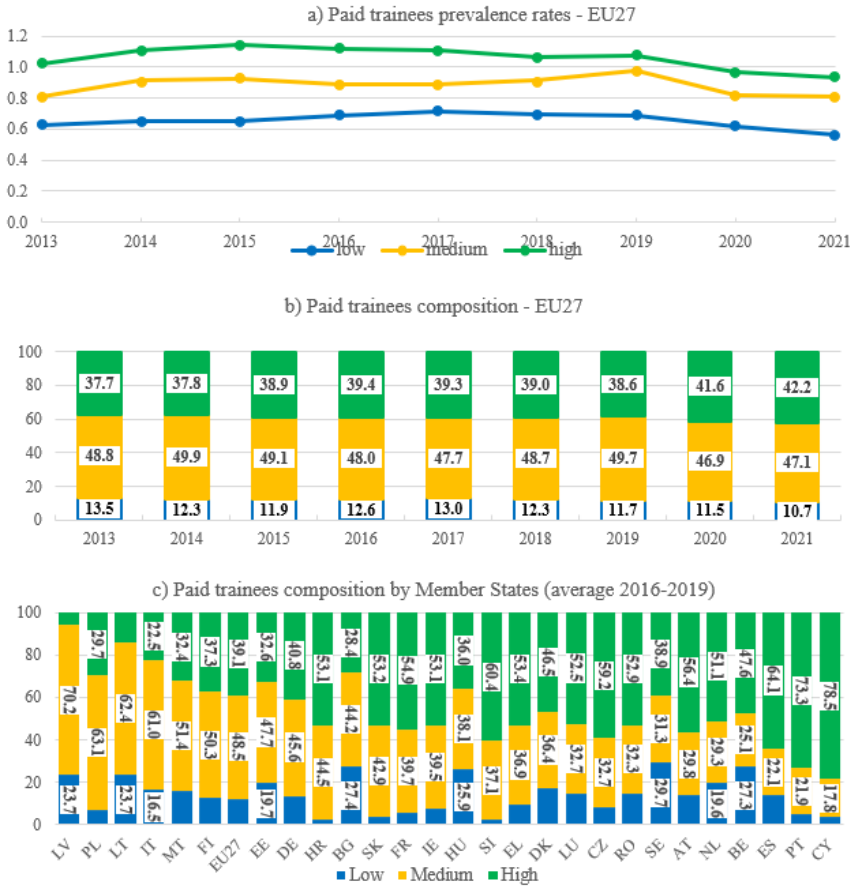 a) Paid trainees prevalence rates - EU27
1.2
1.0
0.8
0.6
0.4
0.2
0.0
2013 2014 2015 2016 2017 2018 2019 2020 2021
low medium high
b) Paid trainees composition - EU27
100
80
60
40
20
0
37.7 37.8 38.9 39.4 39.3 39.0 38.6 41.6 42.2
48.8 49.9 49.1 48.0 47.7 48.7 49.7 46.9 47.1
13.5 12.3 11.9 12.6 13.0 12.3 11.7 11.5 10.7
2013 2014 2015 2016 2017 2018 2019 2020 2021
c) Paid trainees composition by Member States (average 2016-2019)
100
80
60
40
20
0
29.7 22.5 32.4 37.3 39.1 32.6 40.8 53.1 28.4 53.2 54.9 53.1 36.0 60.4 53.4 46.5 52.5 59.2 52.9 38.9 56.4 51.1 47.6 64.1 73.3 78.5
70.2 63.1 62.4 61.0 51.4 50.3 48.5 47.7 45.6 44.5 44.2 42.9 39.7 39.5 38.1 37.1 36.9 36.4 32.7 32.7 32.3 31.3 29.8 29.3 25.1 22.1 21.9 17.8
23.7 23.7 16.5 19.7 27.4 25.9 29.7 19.6 27.3
LV PL LT IT MT FI EU27 EE DE HR BG SK FR IE HU SI EL DK LU CZ RO SE AT NL BE ES PT CY
Low Medium High